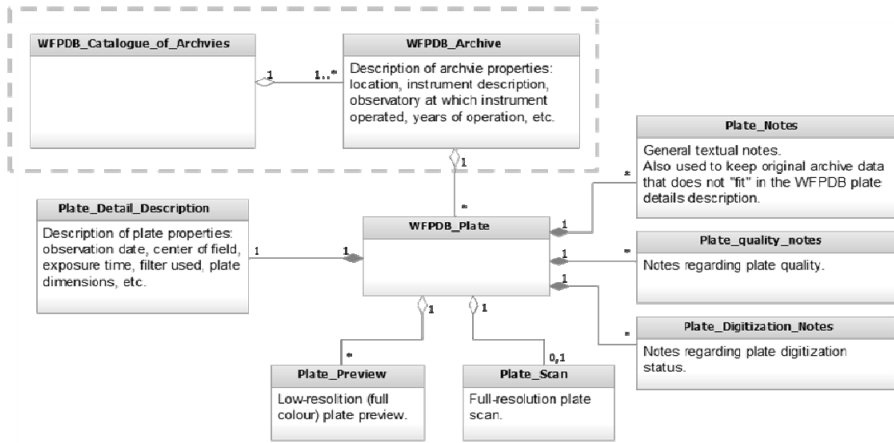 WFPDB_Catalogue_of_Archvies
WFPDB_Archive
Description of archvie properties:
location, instrument description,
observatory at which instrument
operated, years of operation, etc.
1
1..*
1
*
Plate_Notes
General textual notes.
Also used to keep original archive data
that does not "fit" in the WFPDB plate
details description.
Plate_Detail_Description
Description of plate properties:
observation date, center of field,
exposure time, filter used, plate
dimensions, etc.
1
1
WFPDB_Plate
1
*
1
*
1
*
Plate_quality_notes
Notes regarding plate quality.
Plate_Digitization_Notes
Notes regarding plate digitization
status.
1
1
*
0,1
Plate_Preview
Low-resolition (full
colour) plate preview.
Plate_Scan
Full-resolution plate
scan.